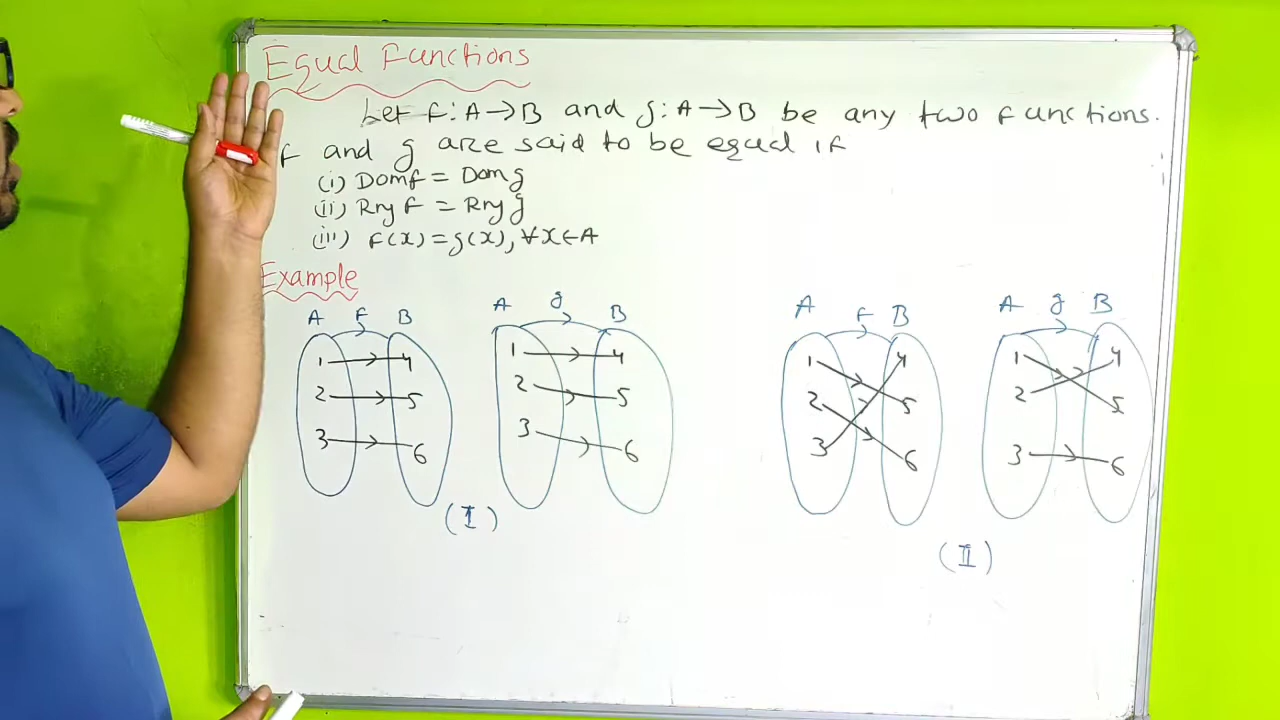 Equal Functions
Let f: A → B and g: A → B be any two functions.
f and g are said to be equal if
(i) Domf = Domg
(ii) Rng f = Rng g
(iii) f(x) = g(x), ∀x∈A
Example
A f B A g B A f B A g B
1 4 1 4 1 4 1 4
2 5 2 5 2 5 2 5
3 6 3 6 3 6 3 6
(I)
(II)